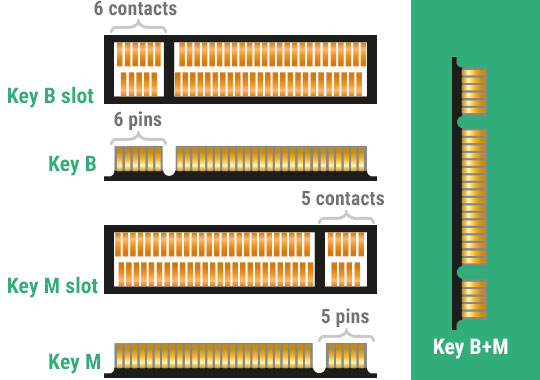 6 contacts
Key B slot
6 pins
Key B
5 contacts
Key M slot
5 pins
Key M
Key B+M